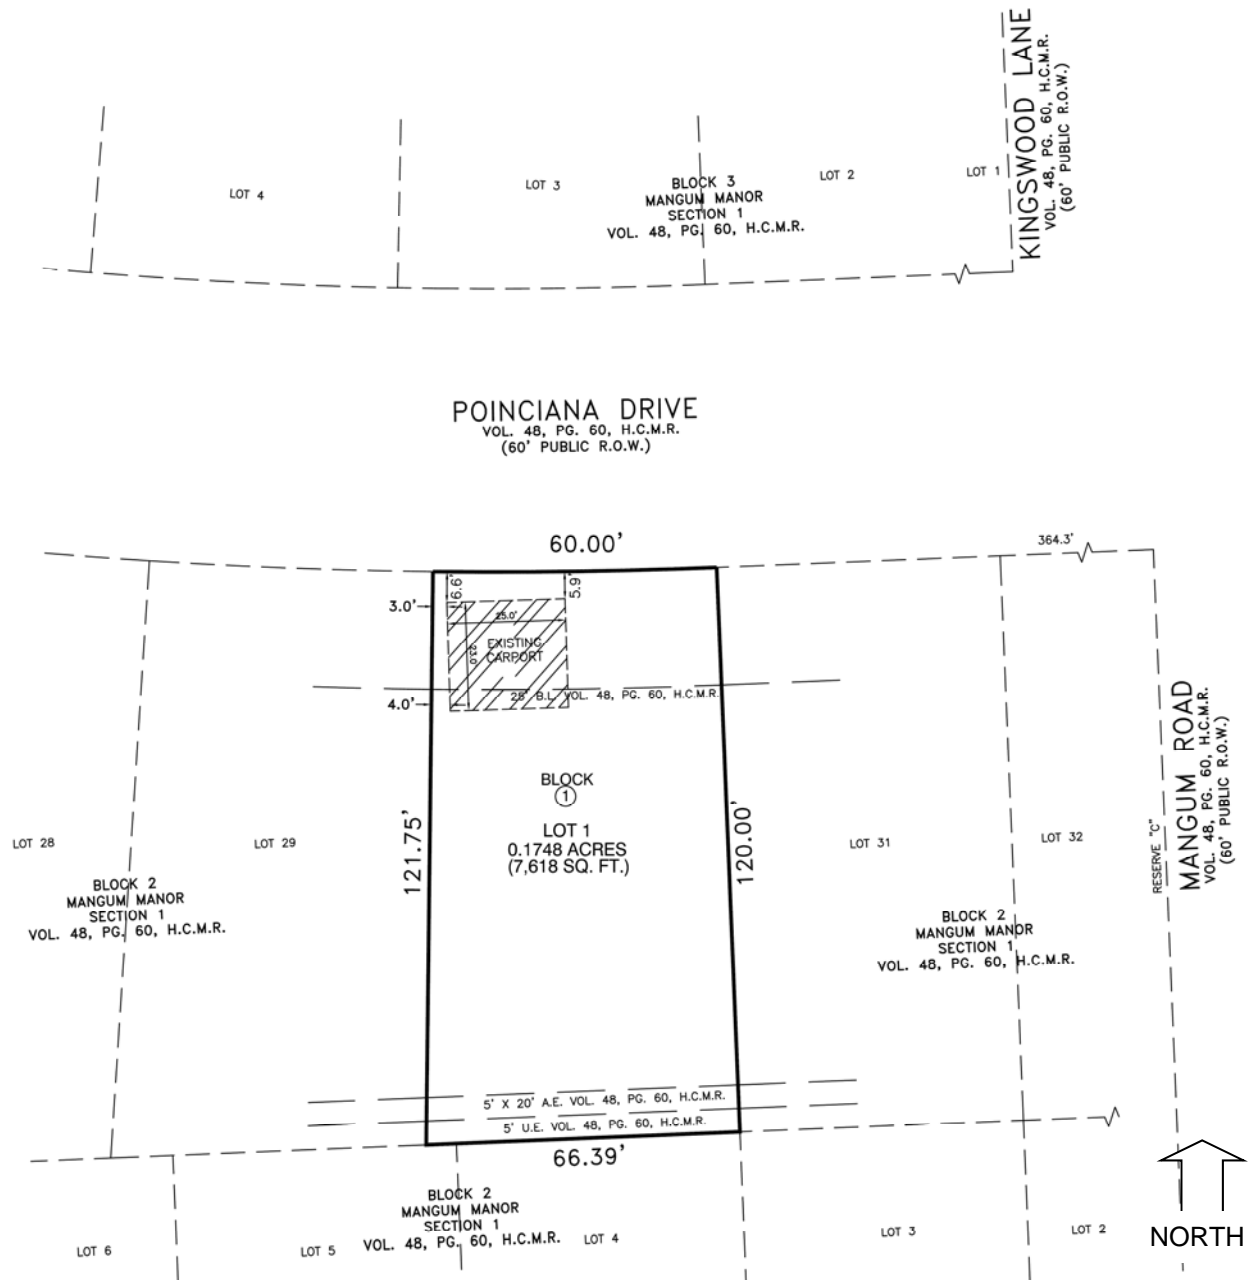 KINGSWOOD LANE
VOL. 48, PG. 60, H.C.M.R.
(60' PUBLIC R.O.W.)
LOT 4
LOT 3
BLOCK 3
MANGUM MANOR
SECTION 1
VOL. 48, PG. 60, H.C.M.R.
LOT 2
LOT 1
POINCIANA DRIVE
VOL. 48, PG. 60, H.C.M.R.
(60' PUBLIC R.O.W.)
60.00'
364.3'
6.6'
5.9'
3.0'
25.0'
23.0'
EXISTING
CARPORT
25' B.L. VOL. 48, PG. 60, H.C.M.R.
4.0'
MANGUM ROAD
VOL. 48, PG. 60, H.C.M.R.
(60' PUBLIC R.O.W.)
BLOCK
1
LOT 1
0.1748 ACRES
(7,618 SQ. FT.)
121.75'
120.00'
LOT 28
LOT 29
LOT 31
LOT 32
RESERVE "C"
BLOCK 2
MANGUM MANOR
SECTION 1
VOL. 48, PG. 60, H.C.M.R.
BLOCK 2
MANGUM MANOR
SECTION 1
VOL. 48, PG. 60, H.C.M.R.
5' X 20' A.E. VOL. 48, PG. 60, H.C.M.R.
5' U.E. VOL. 48, PG. 60, H.C.M.R.
66.39'
BLOCK 2
MANGUM MANOR
SECTION 1
VOL. 48, PG. 60, H.C.M.R.
LOT 6
LOT 5
LOT 4
LOT 3
LOT 2
NORTH